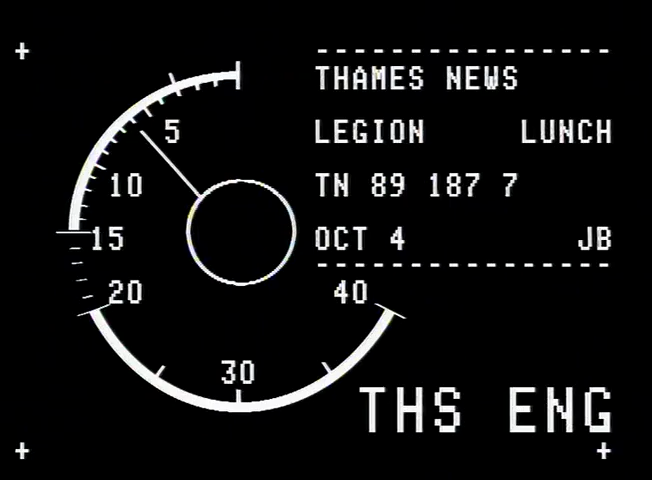 THAMES NEWS
LEGION LUNCH
TN 89 187 7
OCT 4 JB
5
10
15
20
30
40
THS ENG